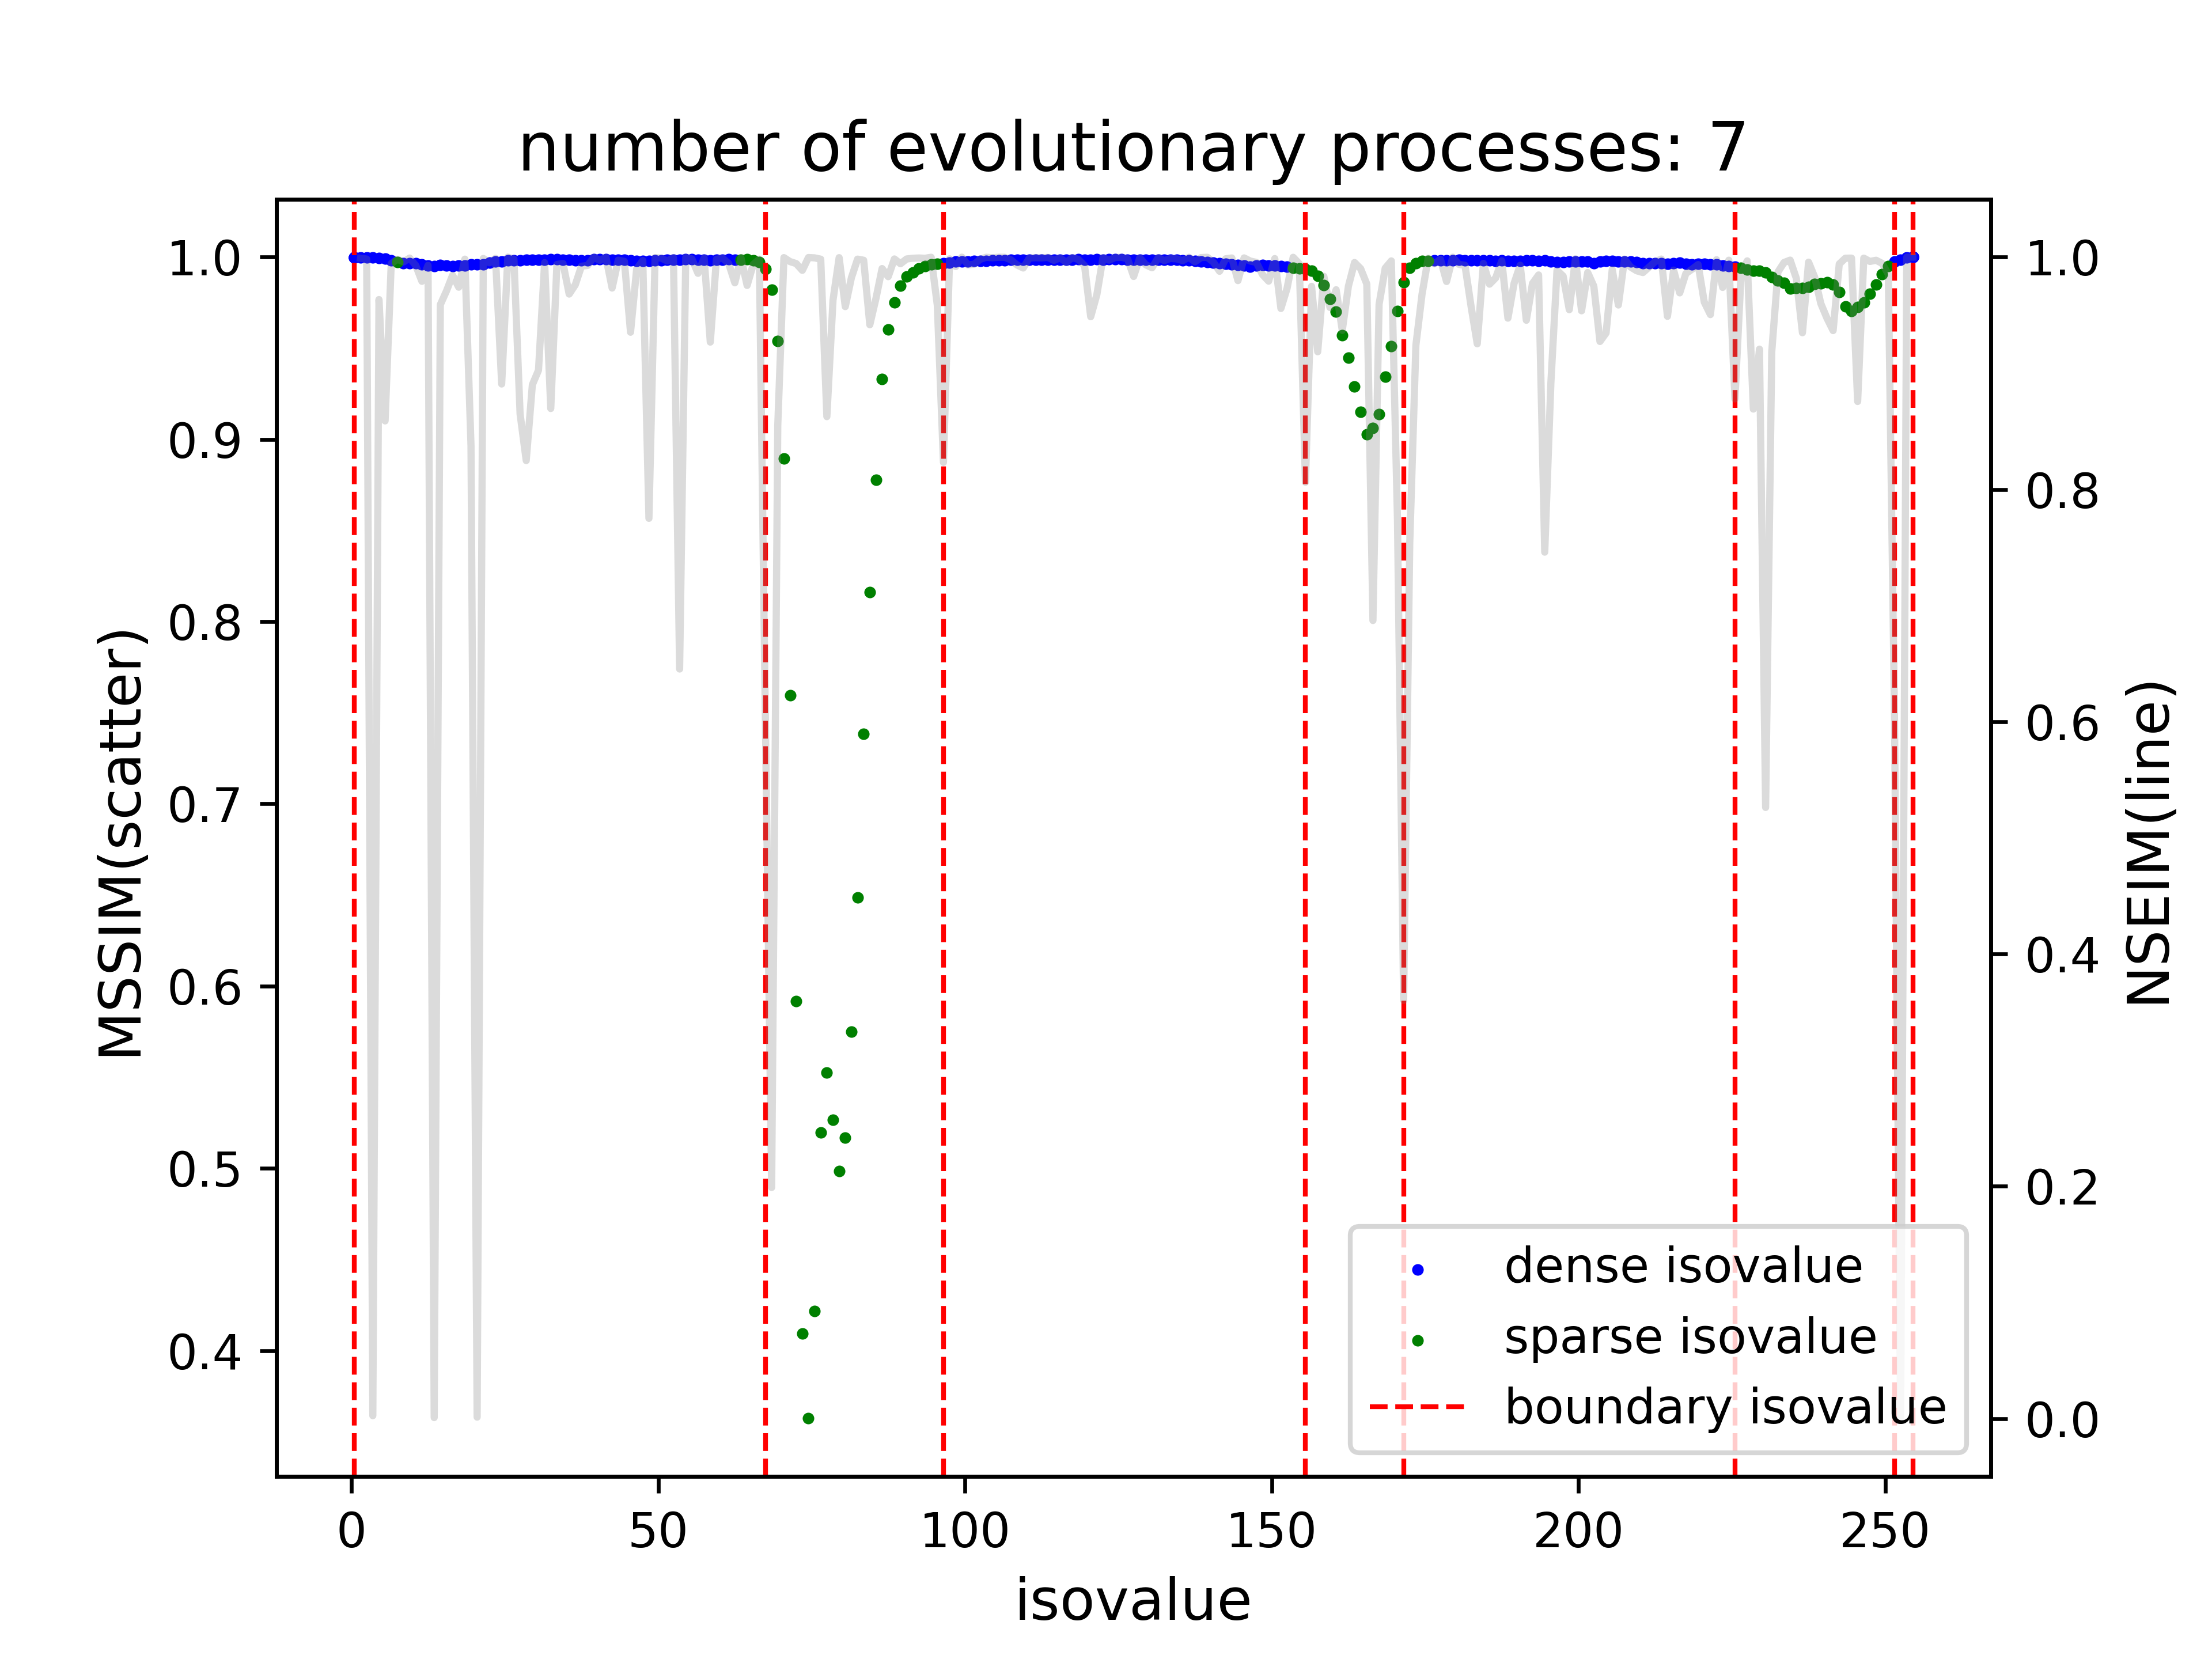 number of evolutionary processes: 7
MSSIM(scatter)
1.0
0.9
0.8
0.7
0.6
0.5
0.4
1.0
0.8
0.6
0.4
0.2
0.0
NSEIM(line)
dense isovalue
sparse isovalue
boundary isovalue
0 50 100 150 200 250
isovalue